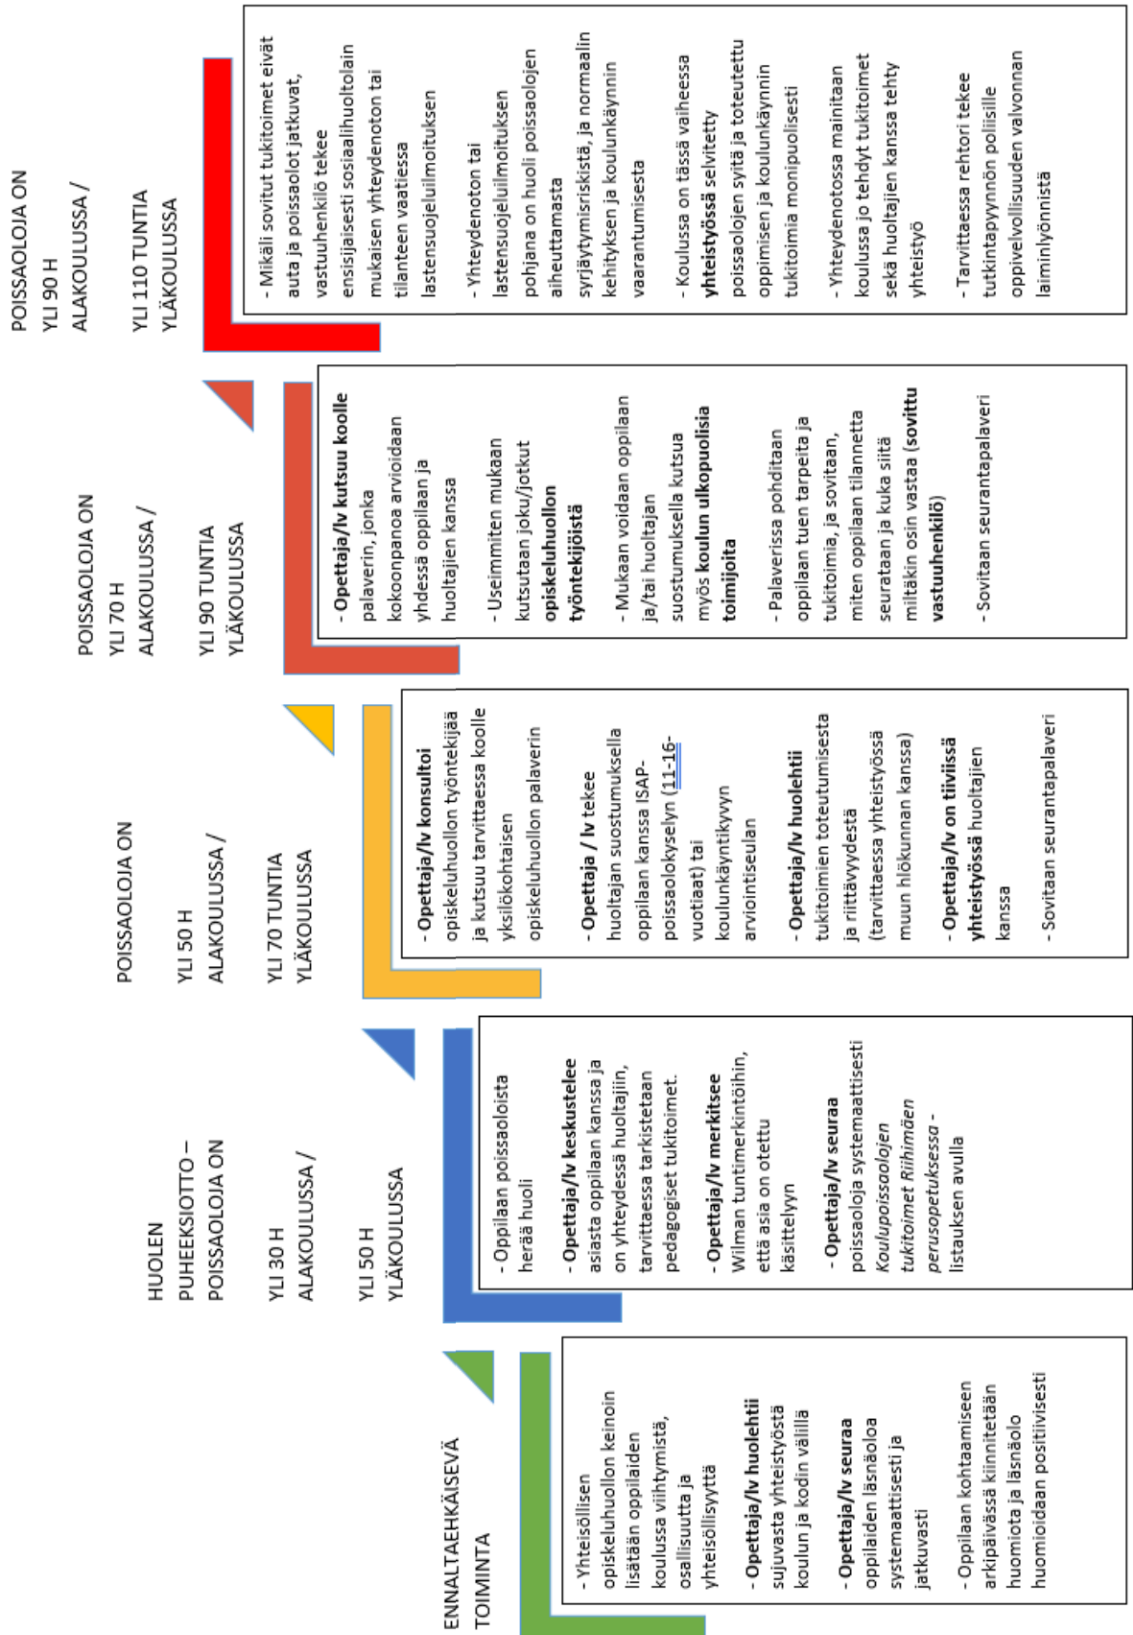 ENNALTAEHKÄISEVÄ
TOIMINTA
- Yhteisöllisen
opiskeluhuollon keinoin
lisätään oppilaiden
koulussa viihtymistä,
osallisuutta ja
yhteisöllisyyttä
- Opettaja/lv huolehtii
sujuvasta yhteistyöstä
koulun ja kodin välillä
- Opettaja/lv seuraa
oppilaiden läsnäoloa
systemaattisesti ja
jatkuvasti
- Oppilaan kohtaamiseen
arkipäivässä kiinnitetään
huomiota ja läsnäolo
huomioidaan positiivisesti
HUOLEN
PUHEEKSIOTTO –
POISSAOLOJA ON
YLI 30 H
ALAKOULUSSA /
YLI 50 H
YLÄKOULUSSA
- Oppilaan poissaoloista
herää huoli
- Opettaja/lv keskustelee
asiasta oppilaan kanssa ja
on yhteydessä huoltajiin,
tarvittaessa tarkistetaan
pedagogiset tukitoimet.
- Opettaja/lv merkitsee
Wilman tuntimerkintöihin,
että asia on otettu
käsittelyyn
- Opettaja/lv seuraa
poissaoloja systemaattisesti
Koulupoissaolojen
tukitoimet Riihimäen
perusopetuksessa -
listauksen avulla
POISSAOLOJA ON
YLI 50 H
ALAKOULUSSA /
YLI 70 TUNTIA
YLÄKOULUSSA
- Opettaja/lv konsultoi
opiskeluhuollon työntekijää
ja kutsuu tarvittaessa koolle
yksilökohtaisen
opiskeluhuollon palaverin
- Opettaja / lv tekee
huoltajan suostumuksella
oppilaan kanssa ISAP-
poissaolokyselyn (11-16-
vuotiaat) tai
koulunkäyntikyvyn
arviointiseulan
- Opettaja/lv huolehtii
tukitoimien toteutumisesta
ja riittävyydestä
(tarvittaessa yhteistyössä
muun hlökunnan kanssa)
- Opettaja/lv on tiiviissä
yhteistyössä huoltajien
kanssa
- Sovitaan seurantapalaveri
POISSAOLOJA ON
YLI 70 H
ALAKOULUSSA /
YLI 90 TUNTIA
YLÄKOULUSSA
- Opettaja/lv kutsuu koolle
palaverin, jonka
kokoonpanoa arvioidaan
yhdessä oppilaan ja
huoltajien kanssa
- Useimmiten mukaan
kutsutaan joku/jotkut
opiskeluhuollon
työntekijöistä
- Mukaan voidaan oppilaan
ja/tai huoltajan
suostumuksella kutsua
myös koulun ulkopuolisia
toimijoita
- Palaverissa pohditaan
oppilaan tuen tarpeita ja
tukitoimia, ja sovitaan,
miten oppilaan tilannetta
seurataan ja kuka siitä
miltäkin osin vastaa (sovittu
vastuuhenkilö)
- Sovitaan seurantapalaveri
POISSAOLOJA ON
YLI 90 H
ALAKOULUSSA /
YLI 110 TUNTIA
YLÄKOULUSSA
- Mikäli sovitut tukitoimet eivät
auta ja poissaolot jatkuvat,
vastuuhenkilö tekee
ensisijaisesti sosiaalihuoltolain
mukaisen yhteydenoton tai
tilanteen vaatiessa
lastensuojeluilmoituksen
- Yhteydenoton tai
lastensuojeluilmoituksen
pohjana on huoli poissaolojen
aiheuttamasta
syrjäytymisriskistä, ja normaalin
kehityksen ja koulunkäynnin
vaarantumisesta
- Koulussa on tässä vaiheessa
yhteistyössä selvitetty
poissaolojen syitä ja toteutettu
oppimisen ja koulunkäynnin
tukitoimia monipuolisesti
- Yhteydenotossa mainitaan
koulussa jo tehdyt tukitoimet
sekä huoltajien kanssa tehty
yhteistyö
- Tarvittaessa rehtori tekee
tutkintapyynnön poliisille
oppivelvollisuuden valvonnan
laiminlyönnistä